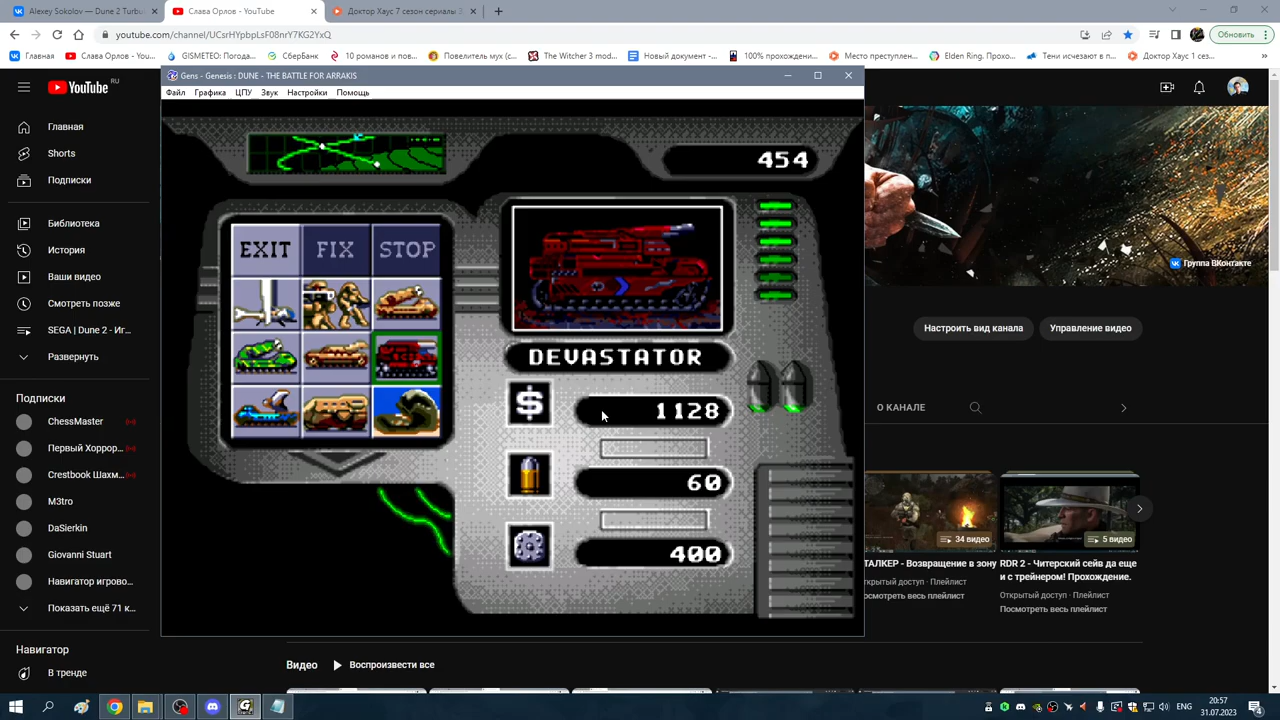 Alexey Sokolov — Dune 2 Turbu
Слава Орлов - YouTube
Доктор Хаус 7 сезон сериалы З
youtube.com/channel/UCsrHYpbpLsF08nrY7KG2YxQ
Обновить
Главная
Слава Орлов - You...
GISMETEO: Погода...
СберБанк
10 романов и пов...
Повелитель мух (с...
The Witcher 3 mod...
Новый документ -...
100% прохождени...
Место преступлен...
Elden Ring. Прохо...
Тени исчезают в п...
Доктор Хаус 1 сез...
»
Gens - Genesis : DUNE - THE BATTLE FOR ARRAKIS
Файл
Графика
ЦПУ
Звук
Настройки
Помощь
YouTube
RU
Главная
Shorts
Подписки
Библиотека
История
Ваши видео
Смотреть позже
SEGA | Dune 2 - Иг...
Развернуть
Подписки
ChessMaster
Первый Хоррор...
Crestbook Шахм...
M3tro
DaSierkin
Giovanni Stuart
Навигатор игрово...
Показать ещё 71 к...
Навигатор
В тренде
454
EXIT
FIX
STOP
DEVASTATOR
$
1128
60
400
Группа ВКонтакте
Настроить вид канала
Управление видео
О КАНАЛЕ
34 видео
5 видео
ТАЛКЕР - Возвращение в зону
RDR 2 - Читерский сейв да еще и с трейнером! Прохождение.
ткрытый доступ · Плейлист
Открытый доступ · Плейлист
осмотреть весь плейлист
Посмотреть весь плейлист
Видео
Воспроизвести все
ENG
20:57
31.07.2023
4